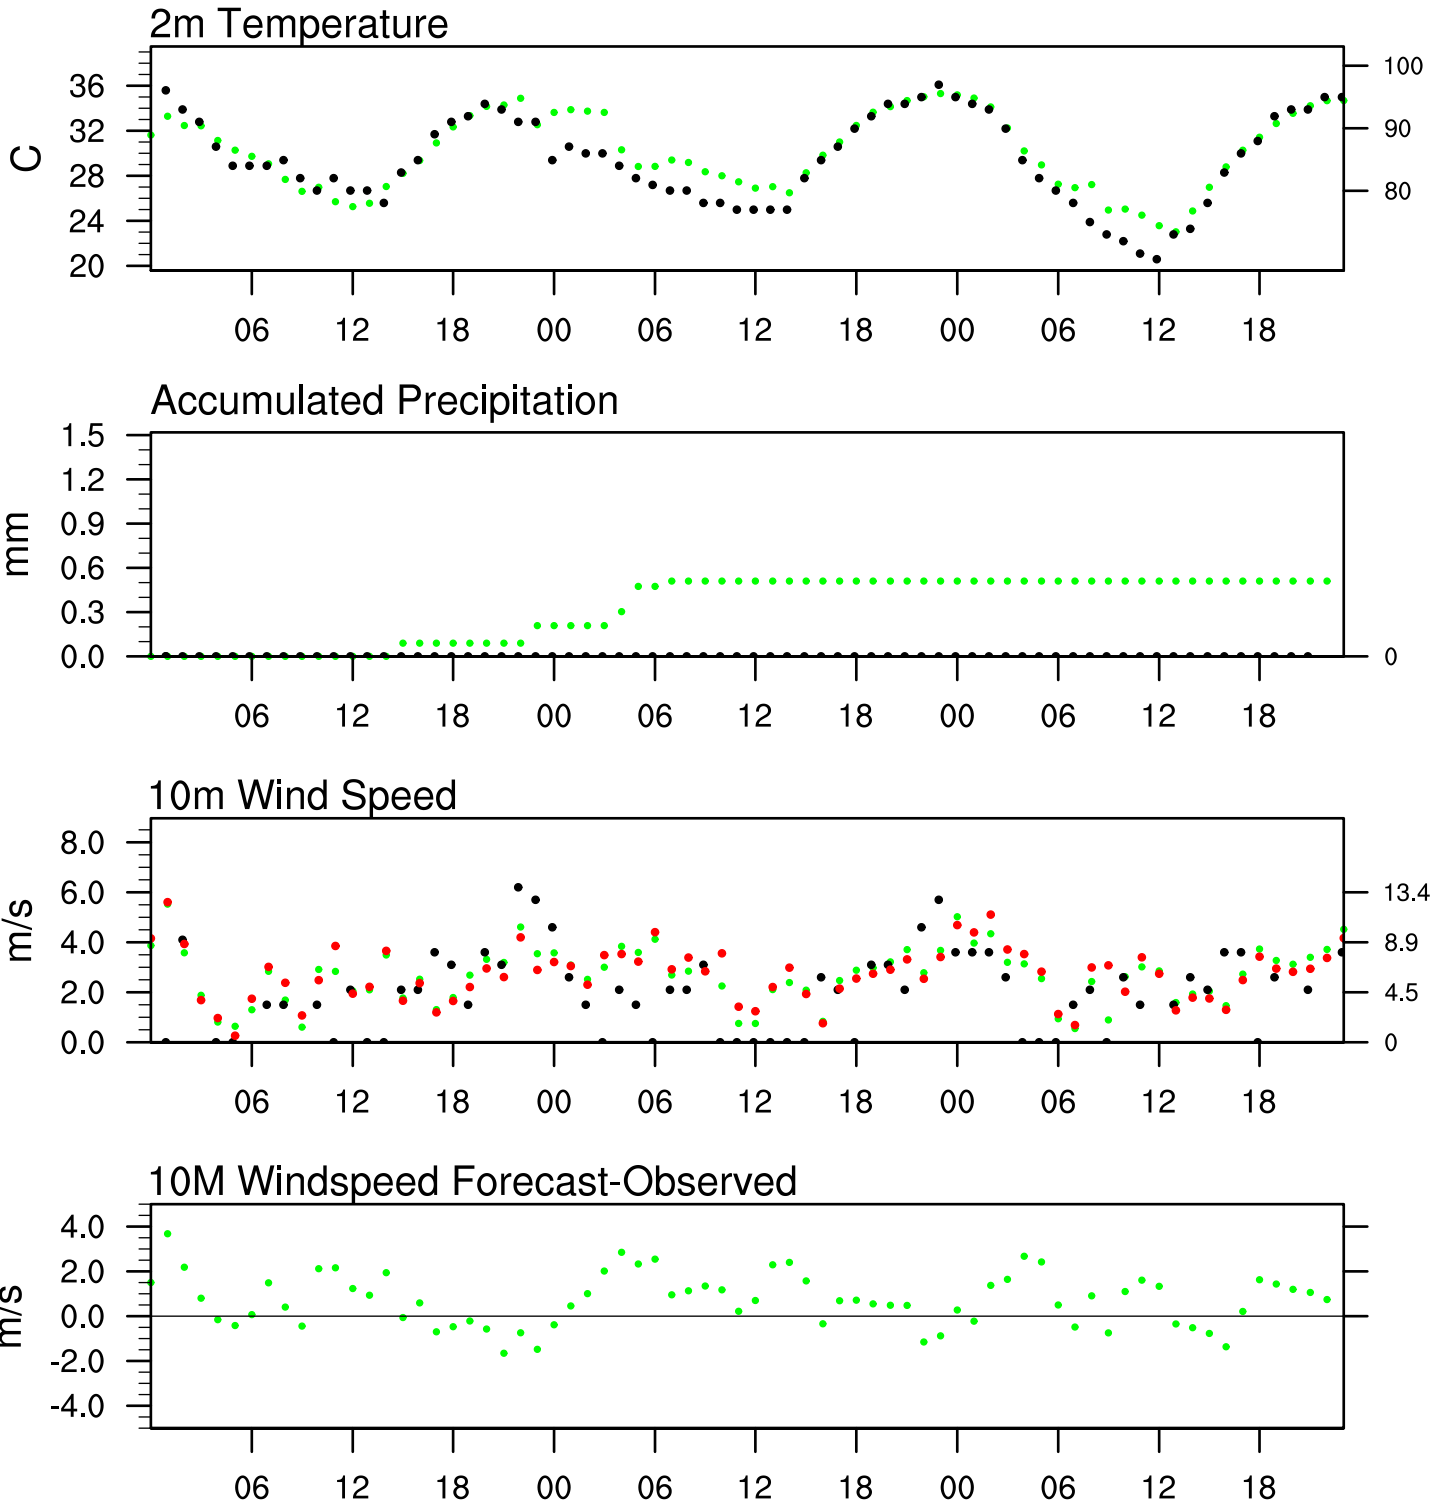 2m Temperature
C
36
32
28
24
20
100
90
80
06 12 18 00 06 12 18 00 06 12 18
Accumulated Precipitation
mm
1.5
1.2
0.9
0.6
0.3
0.0
0
06 12 18 00 06 12 18 00 06 12 18
10m Wind Speed
m/s
8.0
6.0
4.0
2.0
0.0
13.4
8.9
4.5
0
06 12 18 00 06 12 18 00 06 12 18
10M Windspeed Forecast-Observed
m/s
4.0
2.0
0.0
-2.0
-4.0
06 12 18 00 06 12 18 00 06 12 18